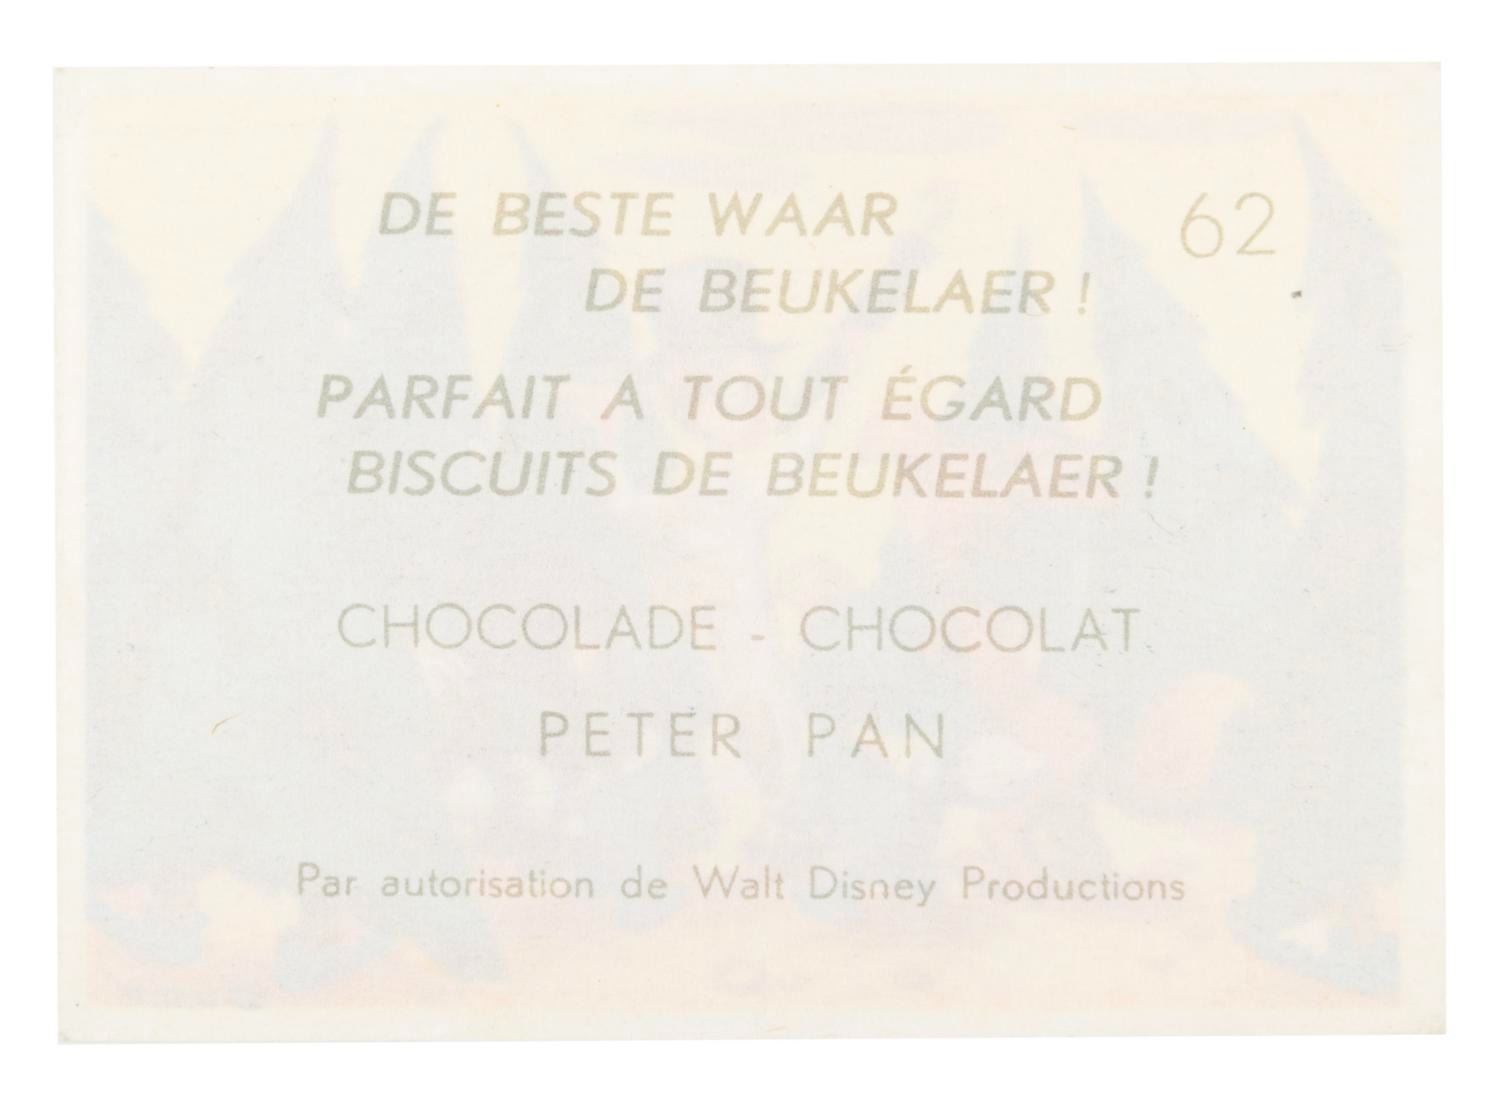 DE BESTE WAAR
62
DE BEUKELAER !
PARFAIT A TOUT ÉGARD
BISCUITS DE BEUKELAER !
CHOCOLADE - CHOCOLAT
PETER PAN
Par autorisation de Walt Disney Productions